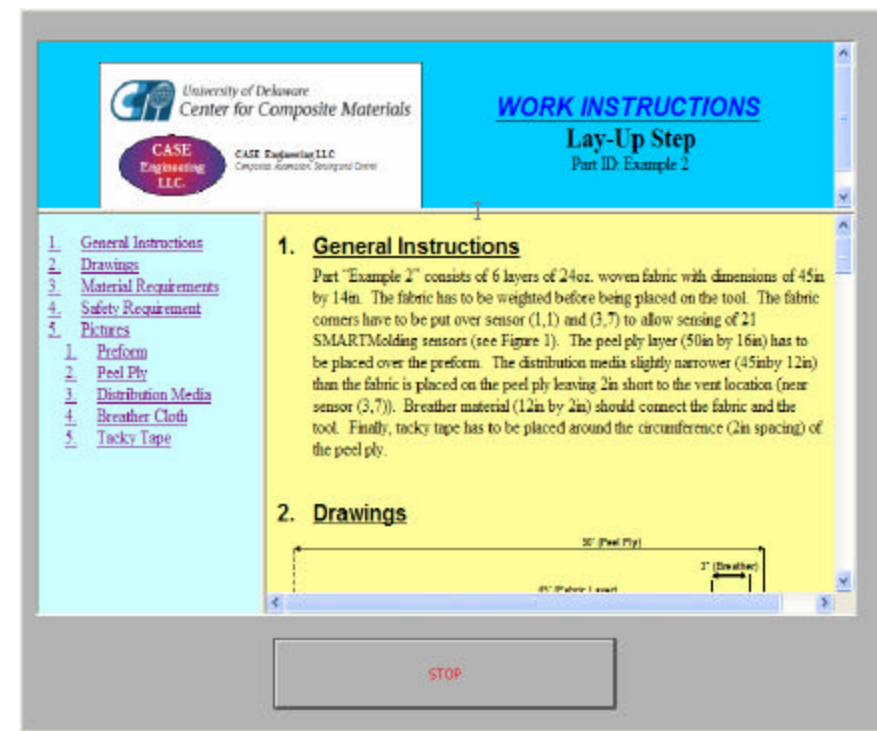 University of Delaware
Center for Composite Materials
CASE
Engineering
LLC.
CASE Engineering LLC
Composites Automation, Sensing and Control
WORK INSTRUCTIONS
Lay-Up Step
Part ID: Example 2
1. General Instructions
2. Drawings
3. Material Requirements
4. Safety Requirement
5. Pictures
1. Preform
2. Peel Ply
3. Distribution Media
4. Breather Cloth
5. Tacky Tape
1. General Instructions
Part "Example 2" consists of 6 layers of 24oz. woven fabric with dimensions of 45in
by 14in. The fabric has to be weighted before being placed on the tool. The fabric
corners have to be put over sensor (1,1) and (3,7) to allow sensing of 21
SMARTMolding sensors (see Figure 1). The peel ply layer (50in by 16in) has to
be placed over the preform. The distribution media slightly narrower (45inby 12in)
than the fabric is placed on the peel ply leaving 2in short to the vent location (near
sensor (3,7)). Breather material (12in by 2in) should connect the fabric and the
tool. Finally, tacky tape has to be placed around the circumference (2in spacing) of
the peel ply.
2. Drawings
(Peel Ply)
2" (Breather)
STOP